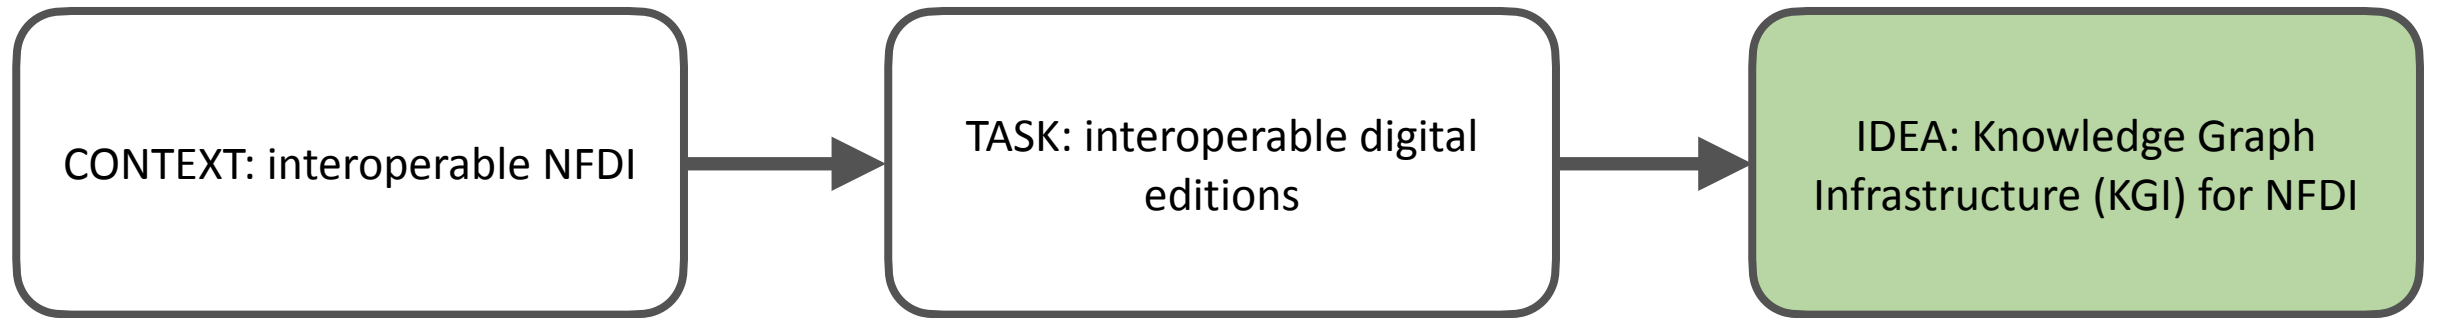 CONTEXT: interoperable NFDI
TASK: interoperable digital
editions
IDEA: Knowledge Graph
Infrastructure (KGI) for NFDI